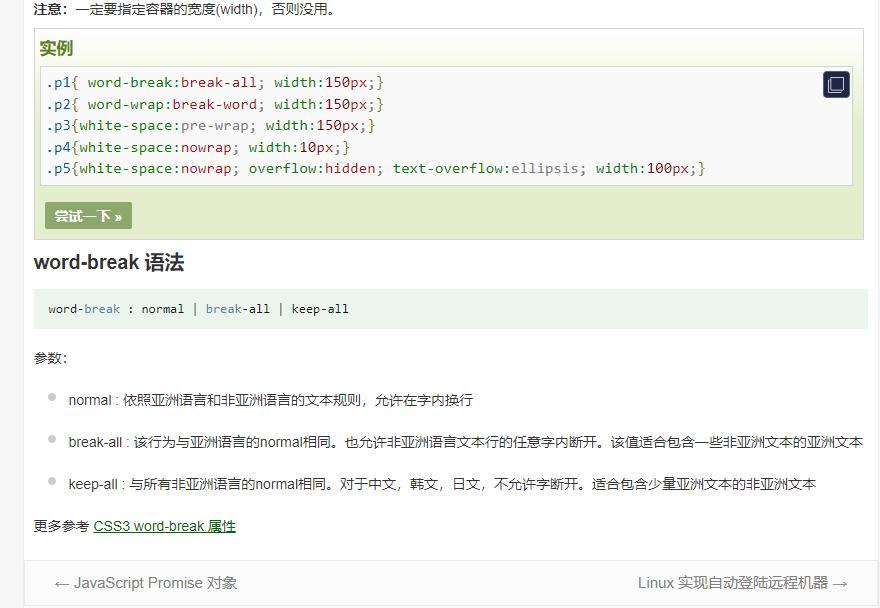 注意：一定要指定容器的宽度(width)，否则没用。
实例
.p1{ word-break:break-all; width:150px;}
.p2{ word-wrap:break-word; width:150px;}
.p3{white-space:pre-wrap; width:150px;}
.p4{white-space:nowrap; width:10px;}
.p5{white-space:nowrap; overflow:hidden; text-overflow:ellipsis; width:100px;}
尝试一下 »
word-break 语法
word-break : normal | break-all | keep-all
参数：
normal : 依照亚洲语言和非亚洲语言的文本规则，允许在字内换行
break-all : 该行为与亚洲语言的normal相同。也允许非亚洲语言文本行的任意字内断开。该值适合包含一些非亚洲文本的亚洲文本
keep-all : 与所有非亚洲语言的normal相同。对于中文，韩文，日文，不允许字断开。适合包含少量亚洲文本的非亚洲文本
更多参考 CSS3 word-break 属性
← JavaScript Promise 对象
Linux 实现自动登陆远程机器 →